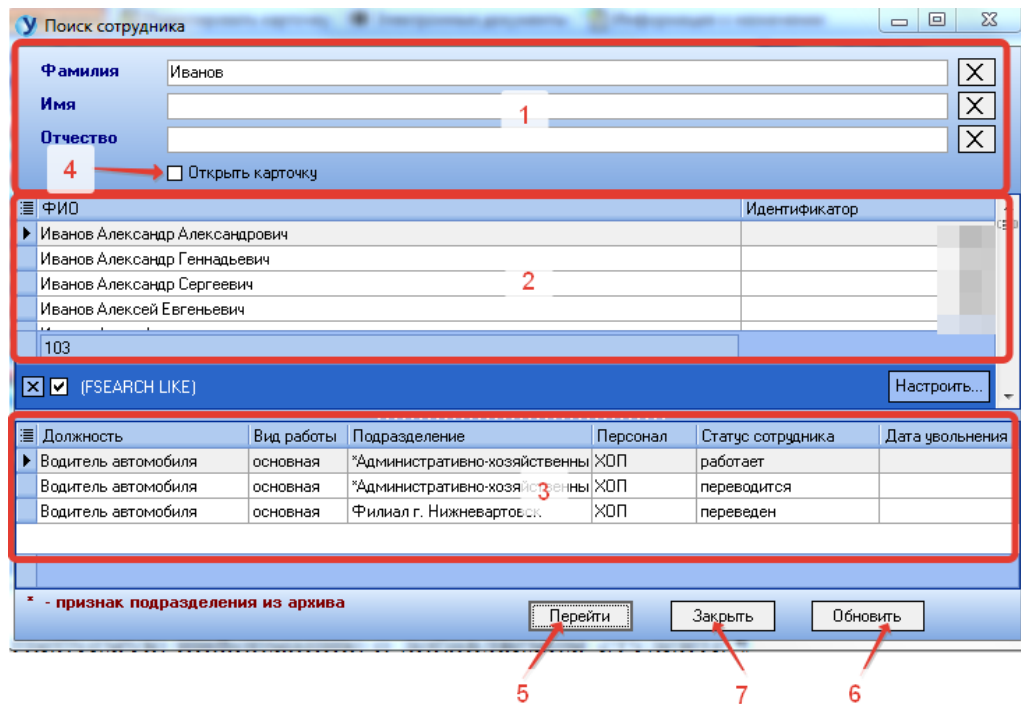 Поиск сотрудника
Фамилия Иванов X
Имя X
1
Отчество X
4 Открыть карточку
ФИО Идентификатор
Иванов Александр Александрович
Иванов Александр Геннадьевич
Иванов Александр Сергеевич
2
Иванов Алексей Евгеньевич
103
(FSEARCH LIKE) Настроить...
Должность Вид работы Подразделение Персонал Статус сотрудника Дата увольнения
Водитель автомобиля основная *Административно-хозяйственны ХОП работает
Водитель автомобиля основная *Административно-хозяйственны ХОП переводится
3
Водитель автомобиля основная Филиал г. Нижневартовск ХОП переведен
* - признак подразделения из архива
Перейти Закрыть Обновить
5 7 6